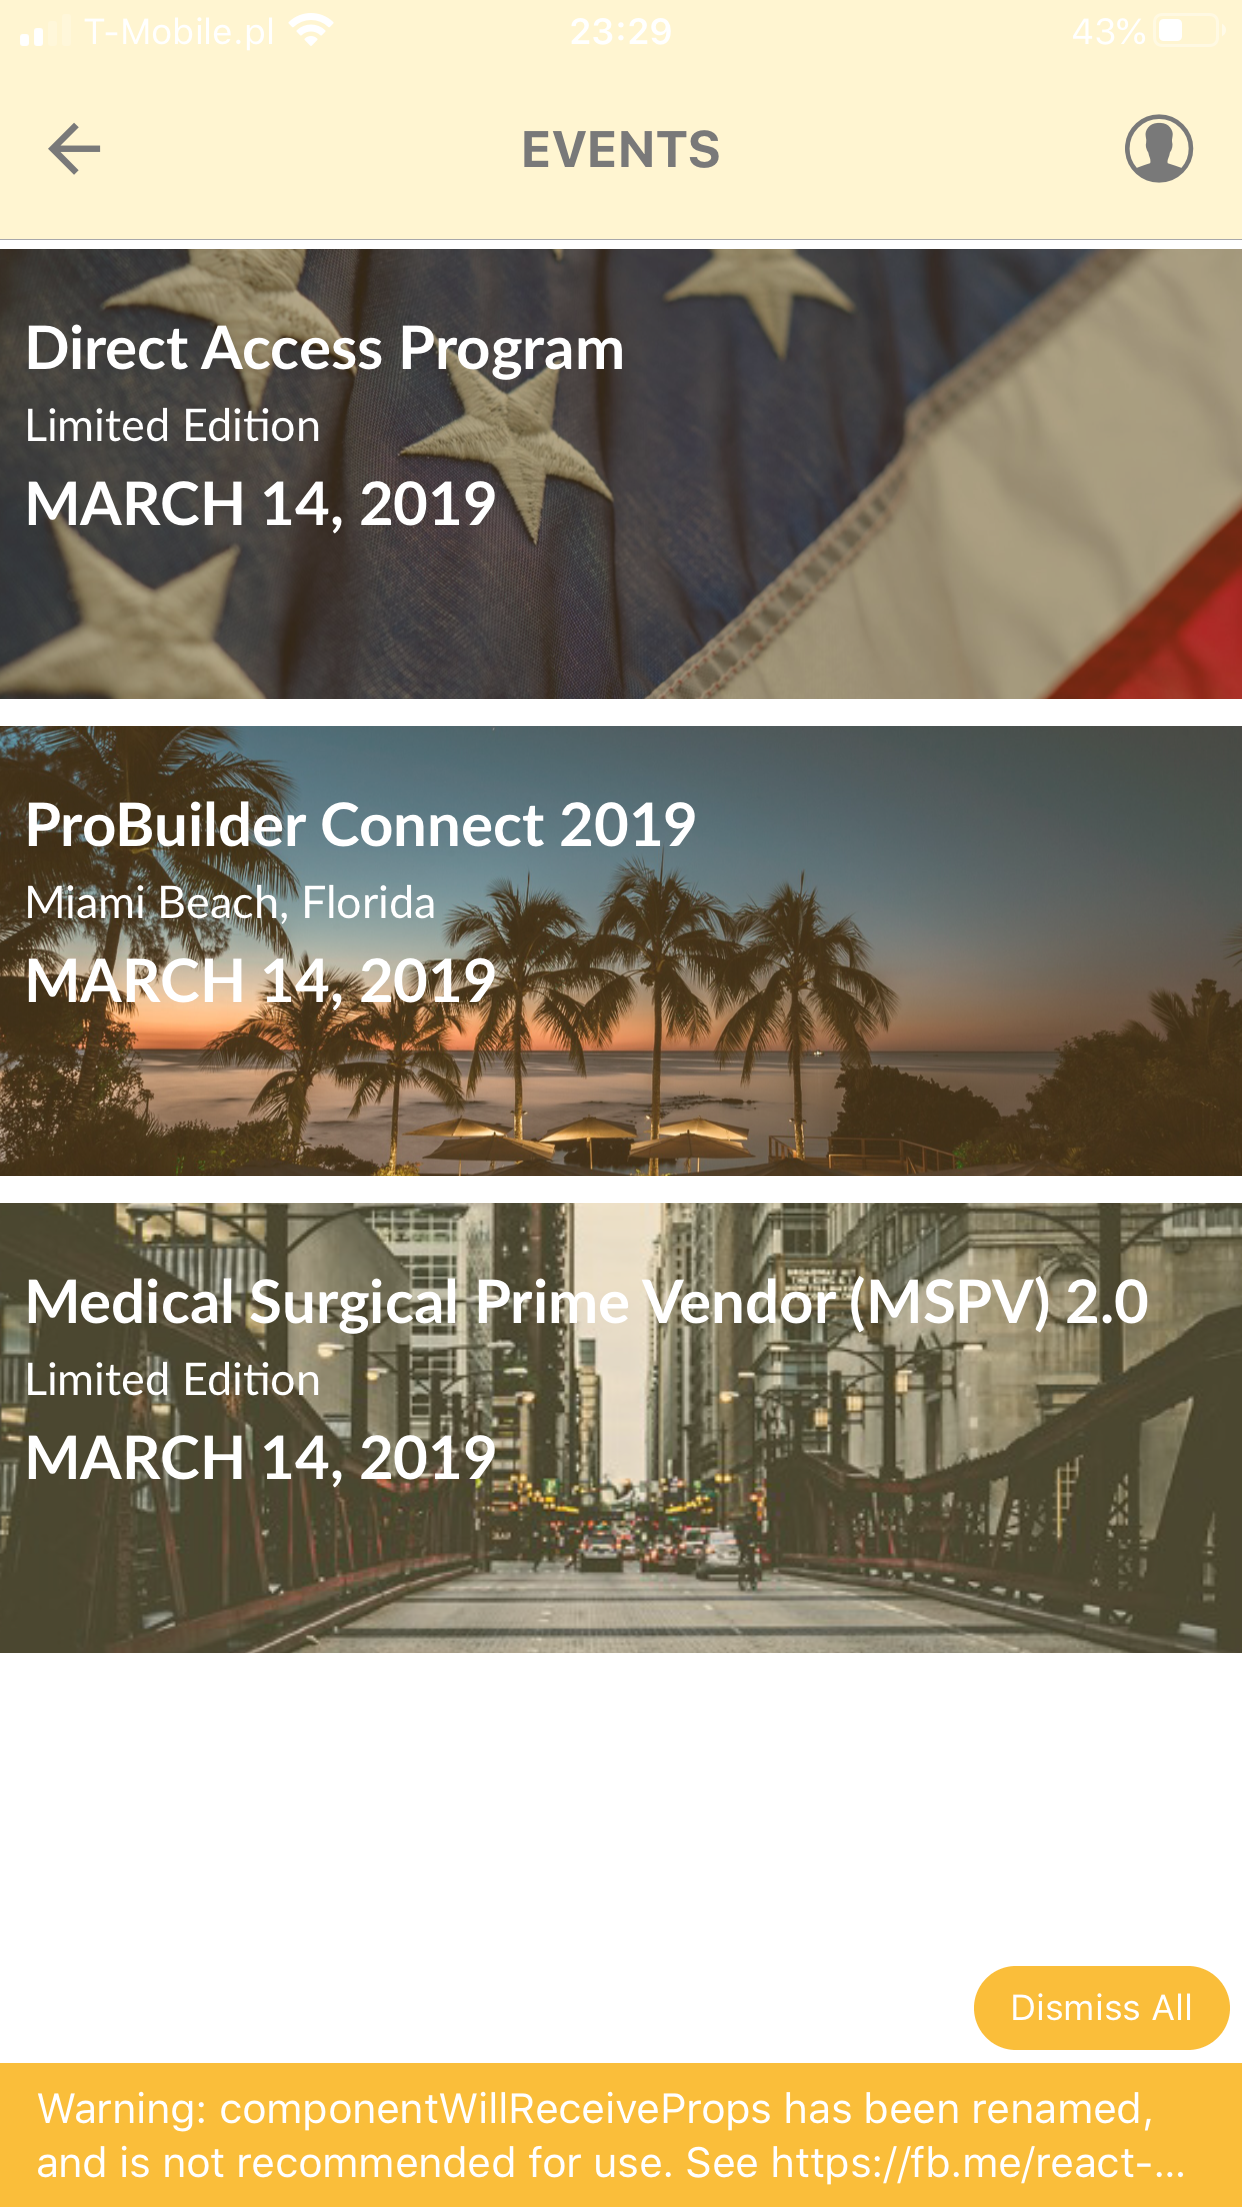 T-Mobile.pl 23:29 43%
EVENTS
Direct Access Program
Limited Edition
MARCH 14, 2019
ProBuilder Connect 2019
Miami Beach, Florida
MARCH 14, 2019
Medical Surgical Prime Vendor (MSPV) 2.0
Limited Edition
MARCH 14, 2019
Dismiss All
Warning: componentWillReceiveProps has been renamed,
and is not recommended for use. See https://fb.me/react-...